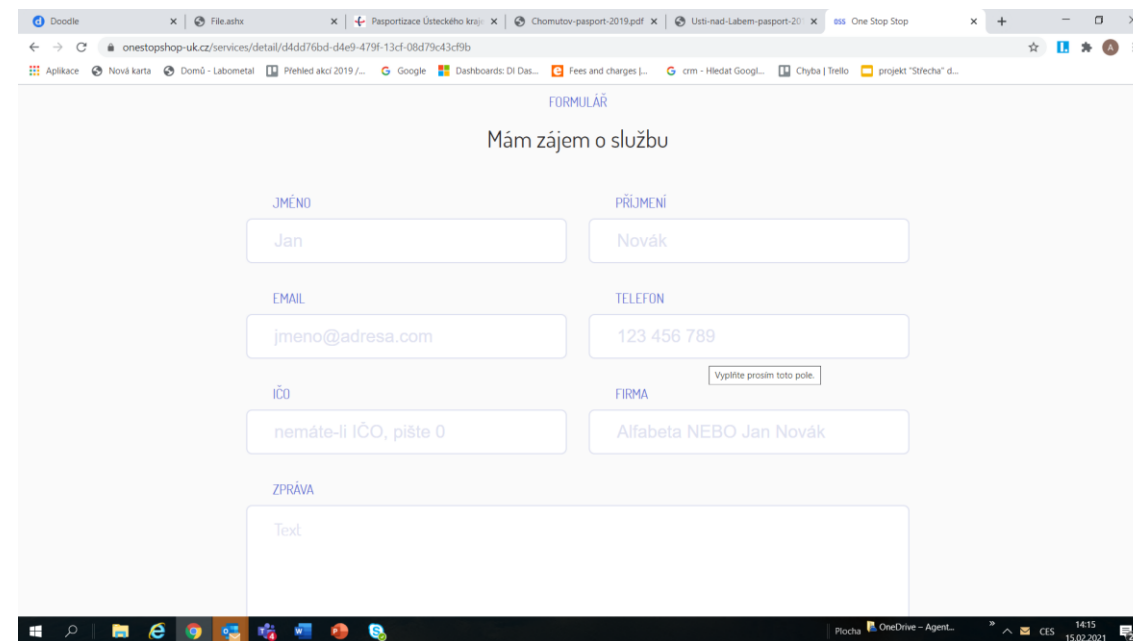 Doodle File.ashx Pasportizace Ústeckého kraje Chomutov-pasport-2019.pdf Usti-nad-Labem-pasport-201 oss One Stop Stop
onestopshop-uk.cz/services/detail/d4dd76bd-d4e9-479f-13cf-08d79c43cf9b
Aplikace Nová karta Domů - Labometal Přehled akcí 2019 /... Google Dashboards: DI Das... Fees and charges |... crm - Hledat Googl... Chyba | Trello projekt "Střecha" d...
FORMULÁŘ
Mám zájem o službu
JMÉNO PŘÍJMENÍ
Jan Novák
EMAIL TELEFON
jmeno@adresa.com 123 456 789
Vyplňte prosím toto pole.
IČO FIRMA
nemáte-li IČO, pište 0 Alfabeta NEBO Jan Novák
ZPRÁVA
Text
Plocha OneDrive – Agent... CES 14:15
15.02.2021